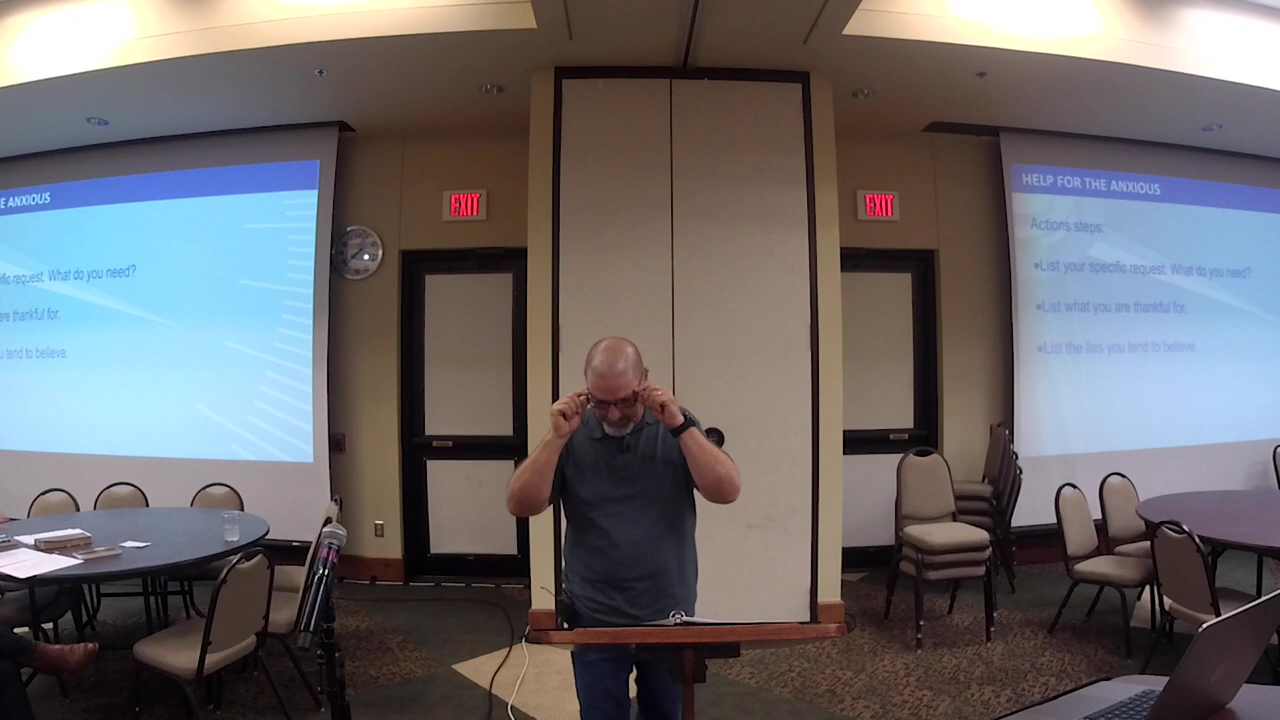 E ANXIOUS
ific request. What do you need?
are thankful for.
u tend to believe.
EXIT
EXIT
HELP FOR THE ANXIOUS
Actions steps:
•List your specific request. What do you need?
•List what you are thankful for.
•List the lies you tend to believe.